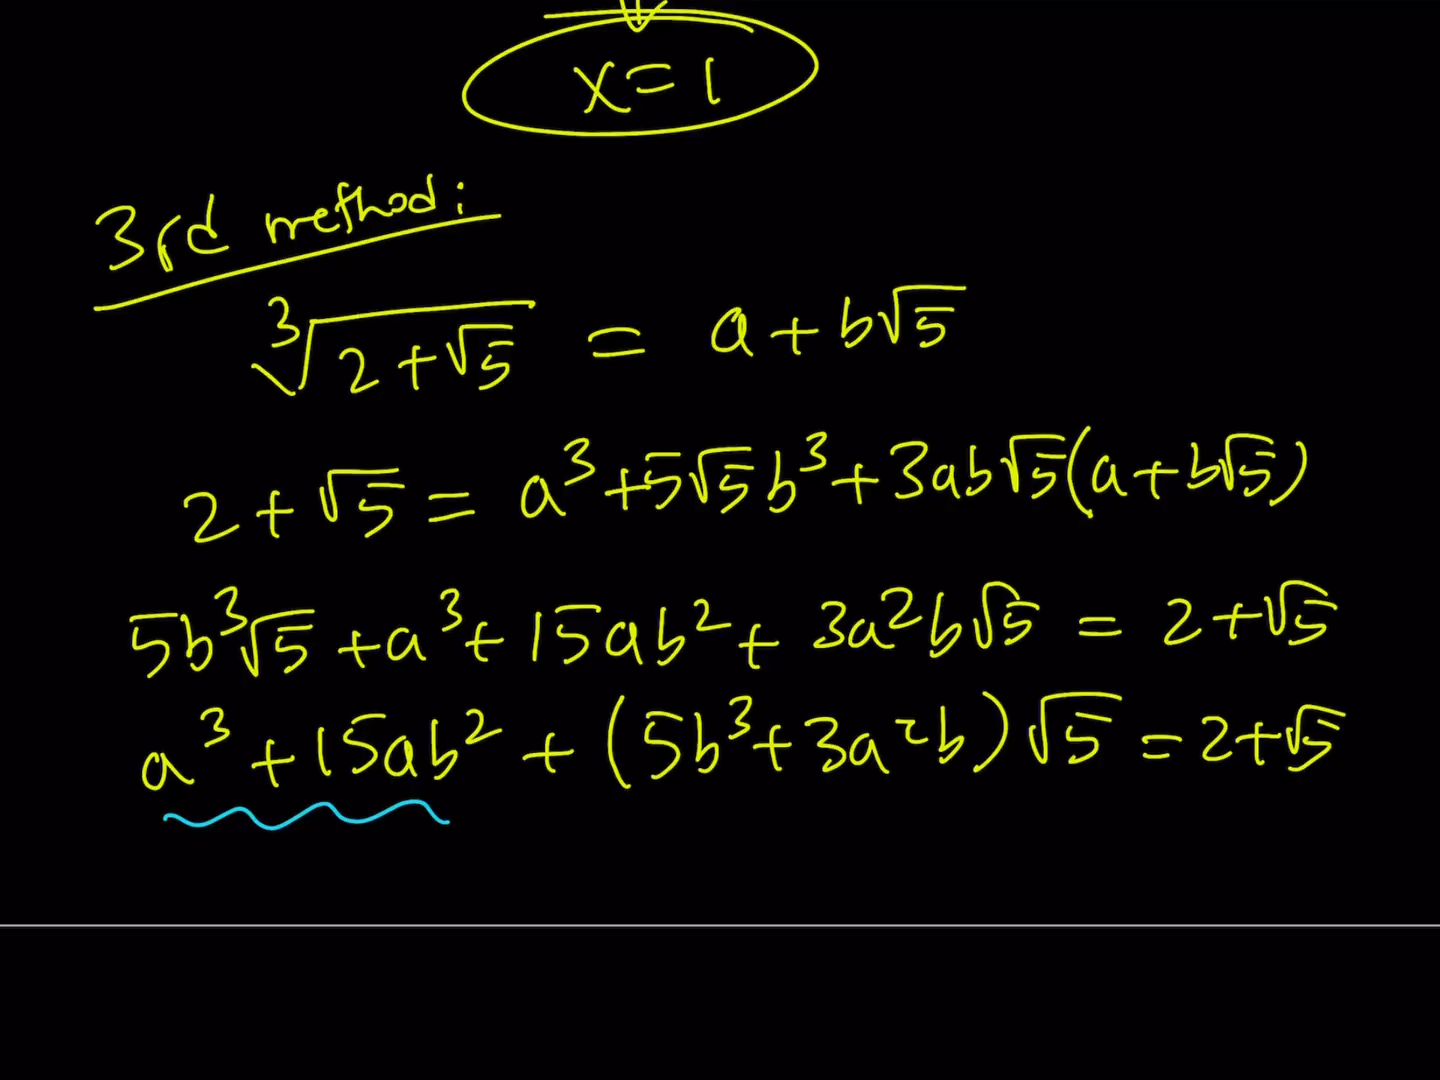 x=1
3rd method:
∛(2+√5) = a+b√5
2+√5 = a³+5√5b³+3ab√5(a+b√5)
5b³√5+a³+15ab²+3a²b√5 = 2+√5
a³+15ab²+(5b³+3a²b)√5=2+√5